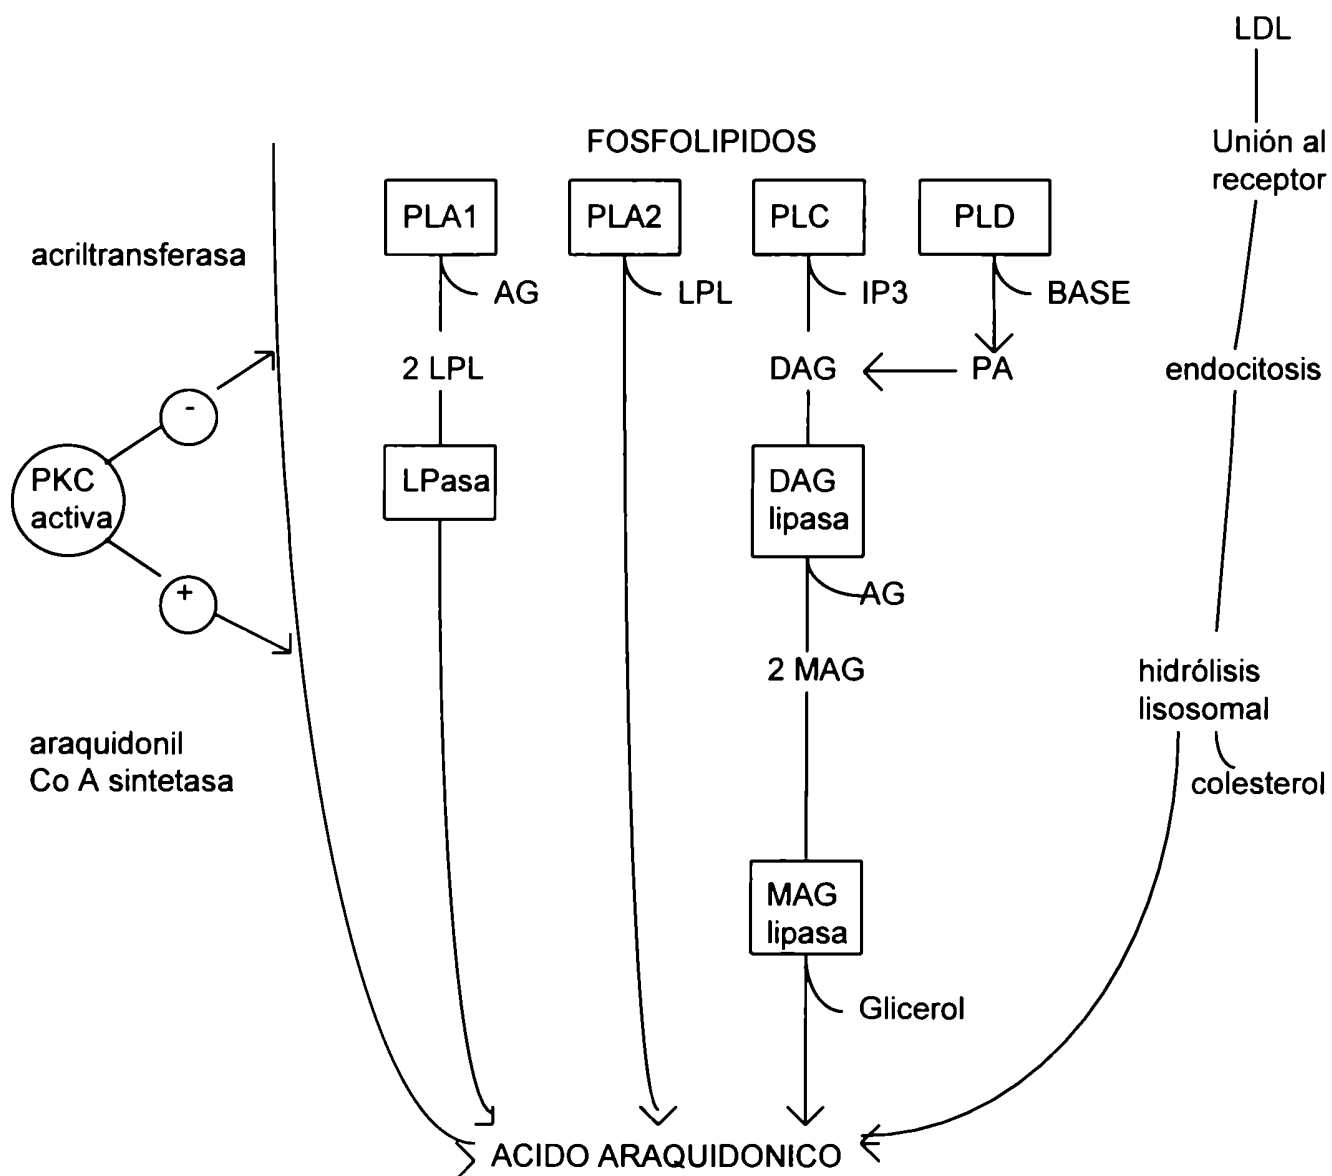 LDL
FOSFOLIPIDOS
Unión al
receptor
PLA1
PLA2
PLC
PLD
acriltransferasa
AG
LPL
IP3
BASE
2 LPL
DAG
PA
endocitosis
-
PKC
activa
LPasa
DAG
lipasa
+
AG
2 MAG
hidrólisis
lisosomal
araquidonil
Co A sintetasa
colesterol
MAG
lipasa
Glicerol
ACIDO ARAQUIDONICO